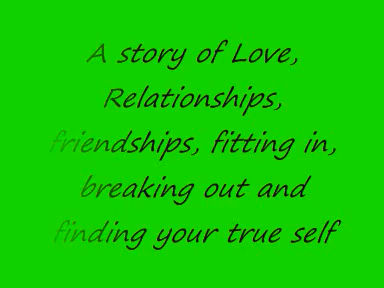 A story of Love,
Relationships,
friendships, fitting in,
breaking out and
finding your true self